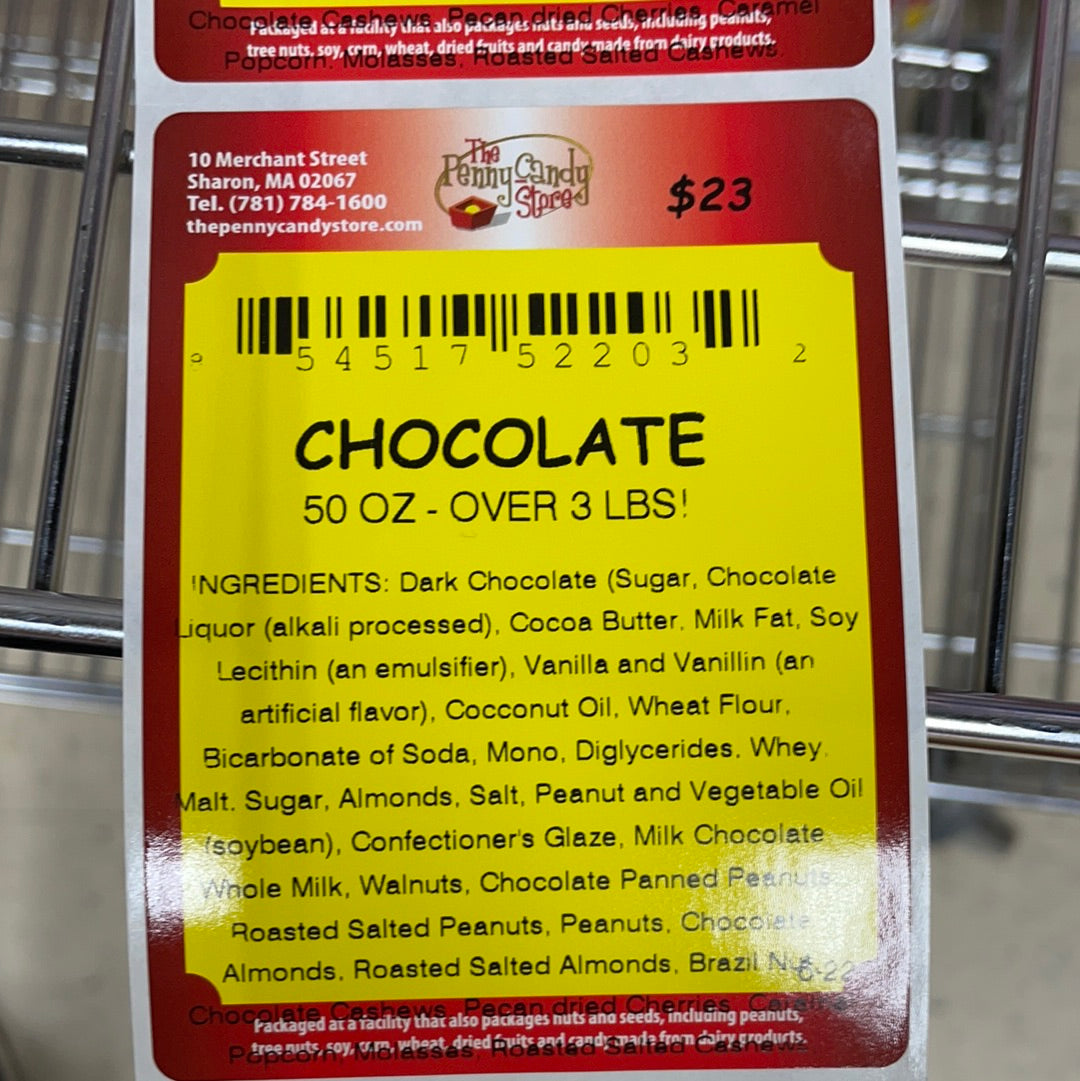 Chocolate Cashews, Pecan dried Cherries, Caramel
Packaged at a facility that also packages nuts and seeds, including peanuts,
tree nuts, soy, corn, wheat, dried fruits and candy made from dairy products.
Popcorn, Molasses, Roasted Salted Cashews.
10 Merchant Street
Sharon, MA 02067
Tel. (781) 784-1600
thepennycandystore.com
The
Penny Candy
Store
$23
54517 52203 2
CHOCOLATE
50 OZ - OVER 3 LBS!
INGREDIENTS: Dark Chocolate (Sugar, Chocolate
Liquor (alkali processed), Cocoa Butter, Milk Fat, Soy
Lecithin (an emulsifier), Vanilla and Vanillin (an
artificial flavor), Cocconut Oil, Wheat Flour,
Bicarbonate of Soda, Mono, Diglycerides, Whey,
Malt. Sugar, Almonds, Salt, Peanut and Vegetable Oil
(soybean), Confectioner's Glaze, Milk Chocolate
Whole Milk, Walnuts, Chocolate Panned Peanuts
Roasted Salted Peanuts, Peanuts, Chocolate
Almonds, Roasted Salted Almonds, Brazil
6-22
Chocolate Cashews, Pecan dried Cherries, Caramel
Packaged at a facility that also packages nuts and seeds, including peanuts,
tree nuts, soy, corn, wheat, dried fruits and candy made from dairy products.
Popcorn, Molasses, Roasted Salted Cashews.